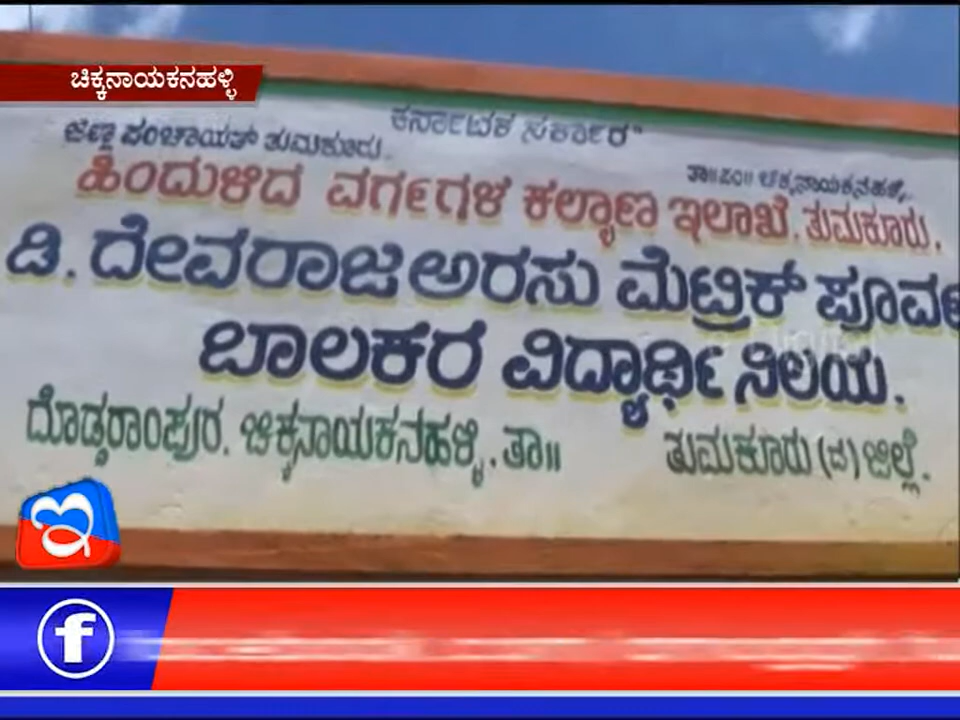 ಚಿಕ್ಕನಾಯಕನಹಳ್ಳಿ
ಕರ್ನಾಟಕ ಸರ್ಕಾರ
ಜಿಲ್ಲಾ ಪಂಚಾಯತ್ ತುಮಕೂರು.
ತಾ॥ಪಂ॥ ಚಿಕ್ಕನಾಯಕನಹಳ್ಳಿ.
ಹಿಂದುಳಿದ ವರ್ಗಗಳ ಕಲ್ಯಾಣ ಇಲಾಖೆ. ತುಮಕೂರು.
ಡಿ. ದೇವರಾಜ ಅರಸು ಮೆಟ್ರಿಕ್ ಪೂರ್ವ
ಬಾಲಕರ ವಿದ್ಯಾರ್ಥಿ ನಿಲಯ.
ದೊಡ್ಡರಾಂಪುರ. ಚಿಕ್ಕನಾಯಕನಹಳ್ಳಿ. ತಾ॥ ತುಮಕೂರು (ಜಿ) ಜಿಲ್ಲೆ.
ಇ
f